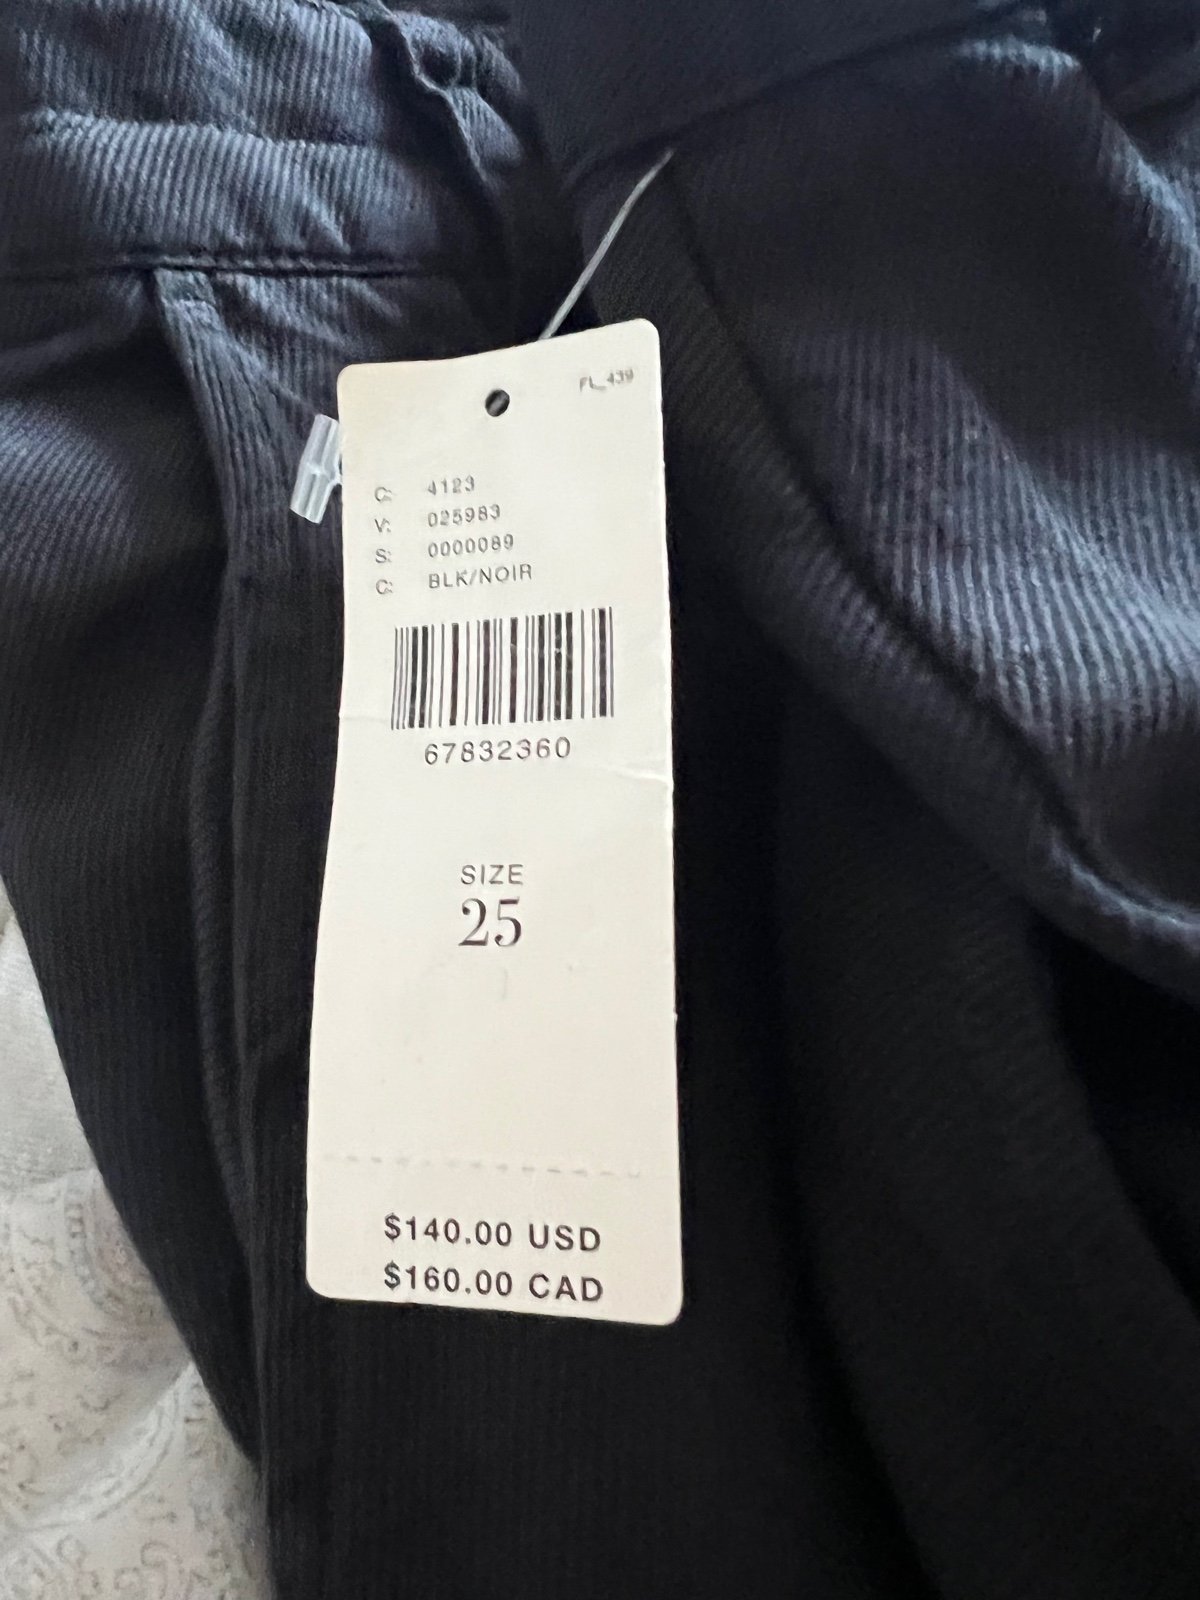 FL_439
C: 4123
V: 025983
S: 0000089
C: BLK/NOIR
67832360
SIZE
25
$140.00 USD
$160.00 CAD